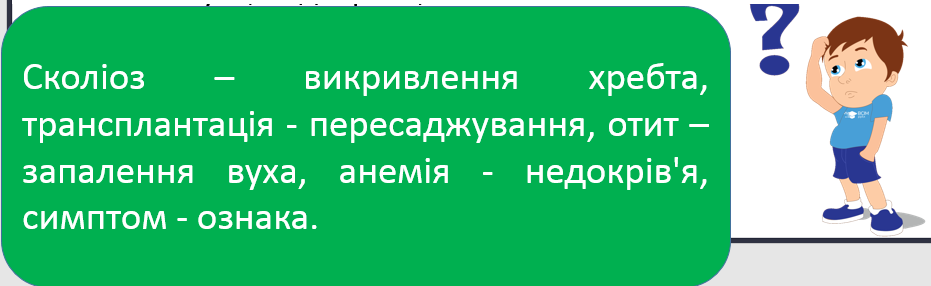 Сколіоз – викривлення хребта,
трансплантація - пересаджування, отит –
запалення вуха, анемія - недокрів'я,
симптом - ознака.
?